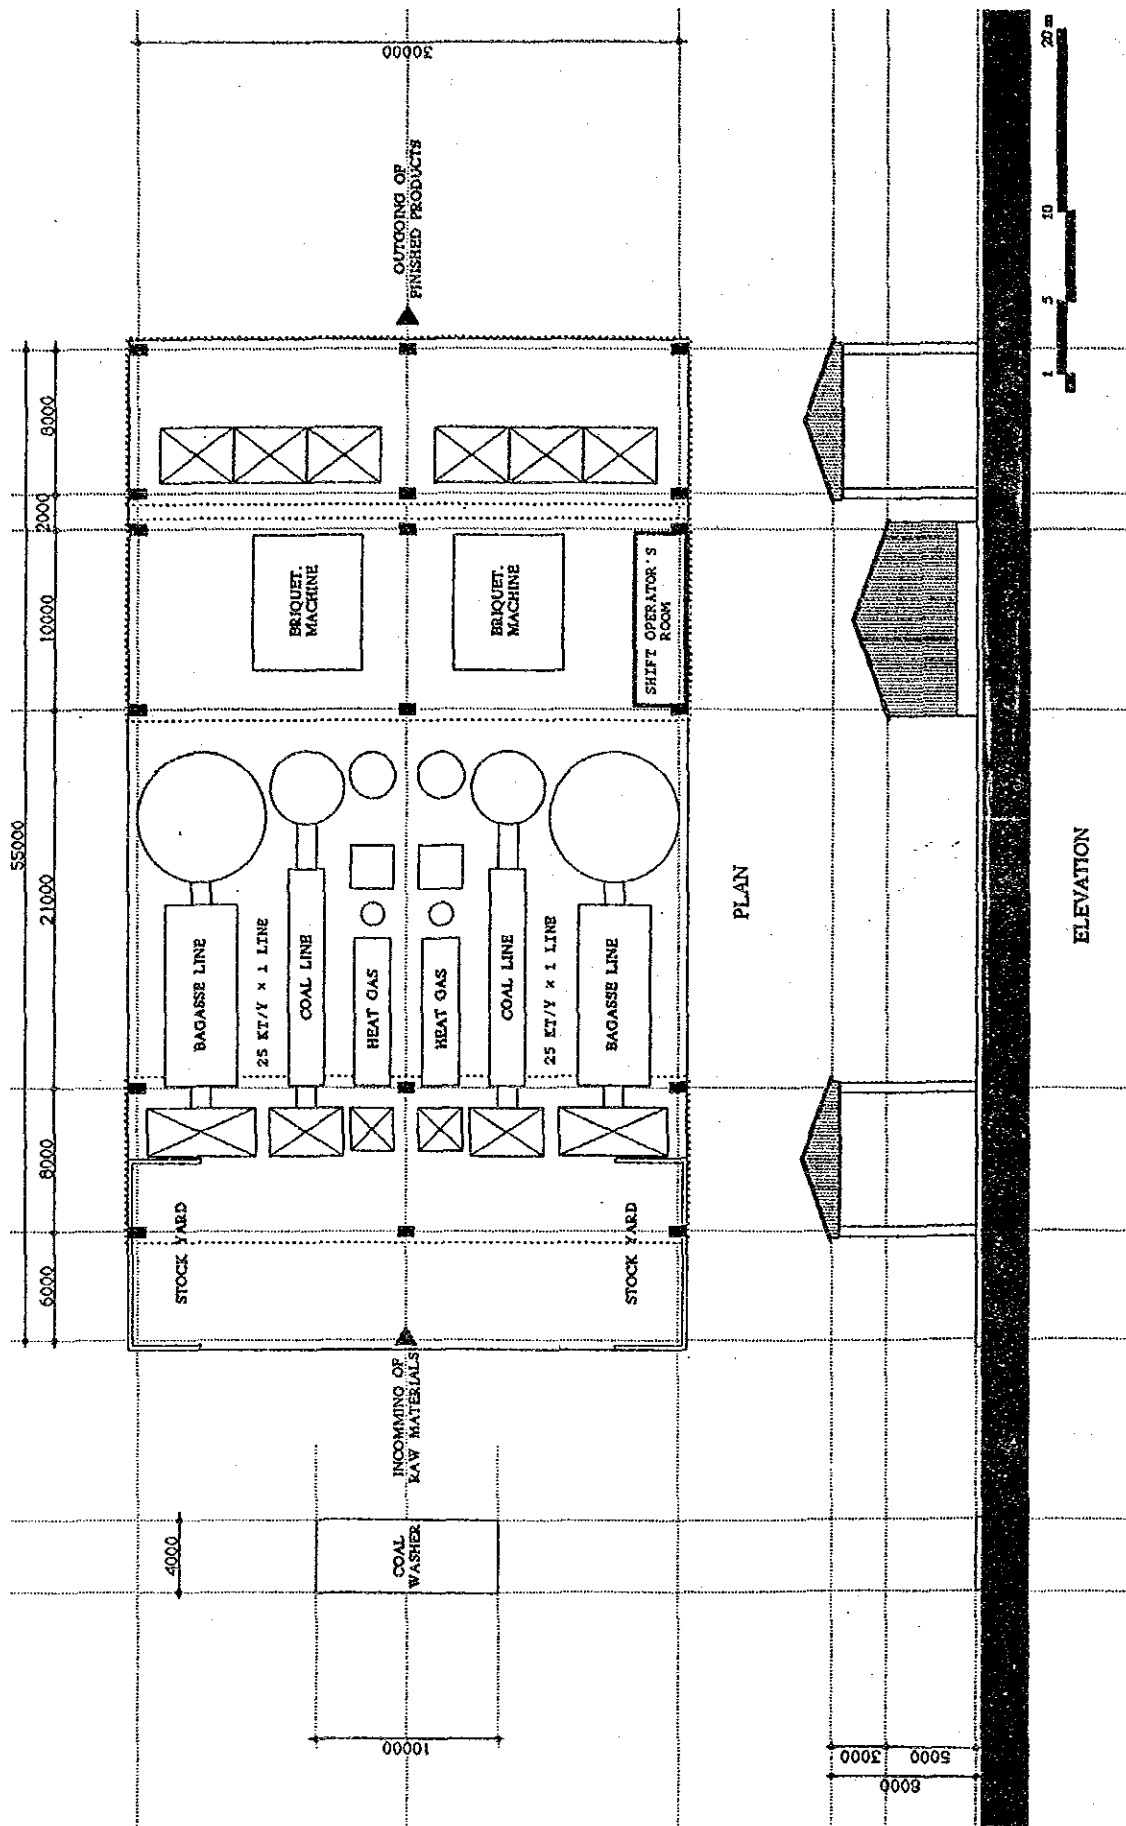 55000
6000
8000
21000
10000
2000
8000
30000
4000
10000
COAL
WASHER
INCOMMING OF
RAW MATERIALS
STOCK YARD
STOCK YARD
BAGASSE LINE
25 KT/Y × 1 LINE
COAL LINE
HEAT GAS
HEAT GAS
COAL LINE
25 KT/Y × 1 LINE
BAGASSE LINE
BRIQUET.
MACHINE
BRIQUET.
MACHINE
SHIFT OPERATOR'S
ROOM
OUTGOING OF
FINISHED PRODUCTS
PLAN
3000
5000
8000
ELEVATION
1 5 10 20 m